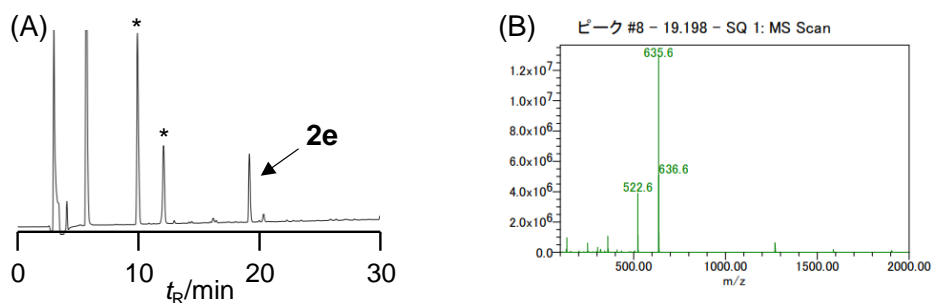 (A)
*
*
2e
0
10
20
30
tR/min
(B)
ピーク #8 - 19.198 - SQ 1: MS Scan
1.2x10⁷
1.0x10⁷
8.0x10⁶
6.0x10⁶
4.0x10⁶
2.0x10⁶
0.0
635.6
636.6
522.6
500.00
1000.00
1500.00
2000.00
m/z